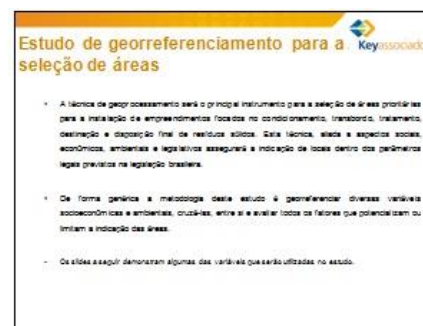 Estudo de georreferenciamento para a
Keyassociado
seleção de áreas
• A técnica de geoprocessamento será o principal instrumento para a seleção de áreas prioritárias
para a instalação de empreendimentos focados no condicionamento, transbordo, tratamento,
destinação e disposição final de resíduos sólidos. Esta técnica, aliada a aspectos sociais,
econômicos, ambientais e legislativos assegurará a indicação de locais dentro dos parâmetros
legais previstos na legislação brasileira.
• De forma genérica a metodologia deste estudo é georreferenciar diversas variáveis
socioeconômicas e ambientais, cruzá-las, entre si e avaliar todos os fatores que potencializam ou
limitam a indicação das áreas.
- Os slides a seguir demonstram algumas das variáveis que serão utilizadas no estudo.